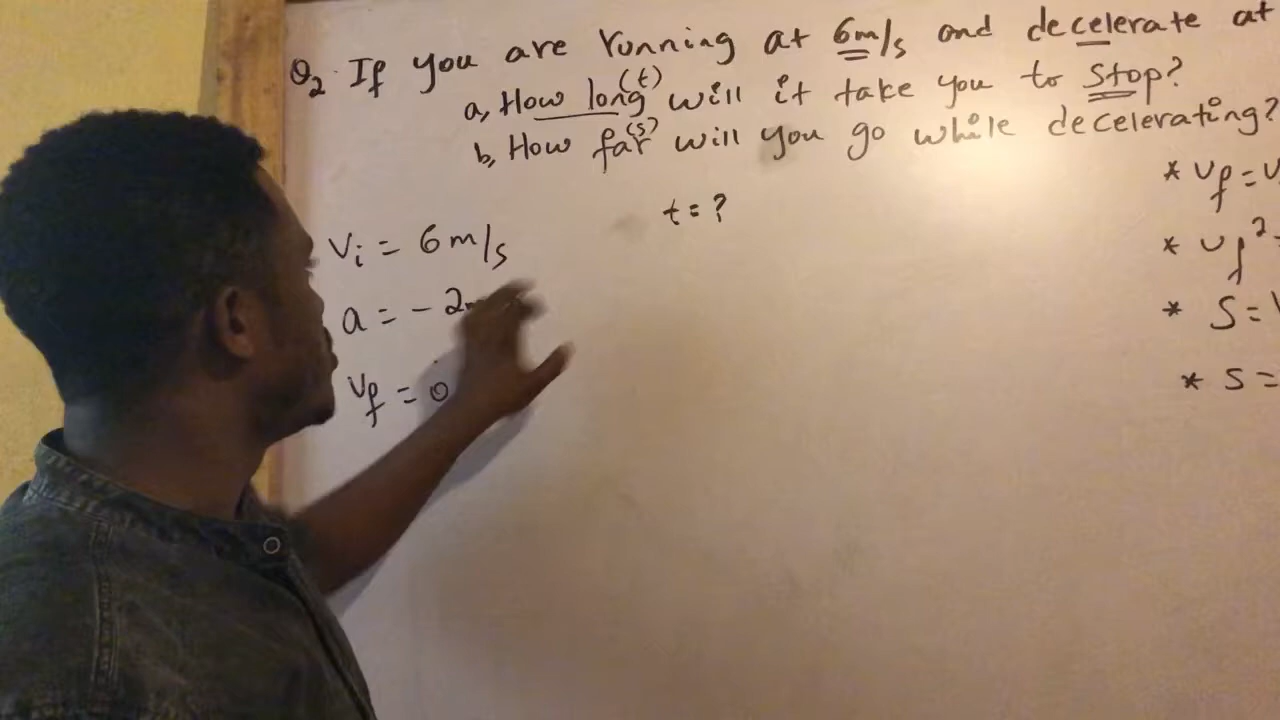 Q2. If you are running at 6m/s and decelerate at
(t)
a, How long will it take you to stop?
(s)
b, How far will you go while decelerating?
t = ?
vi = 6m/s
a = -2
vf = 0
* vf =
* vf²
* S =
* S =